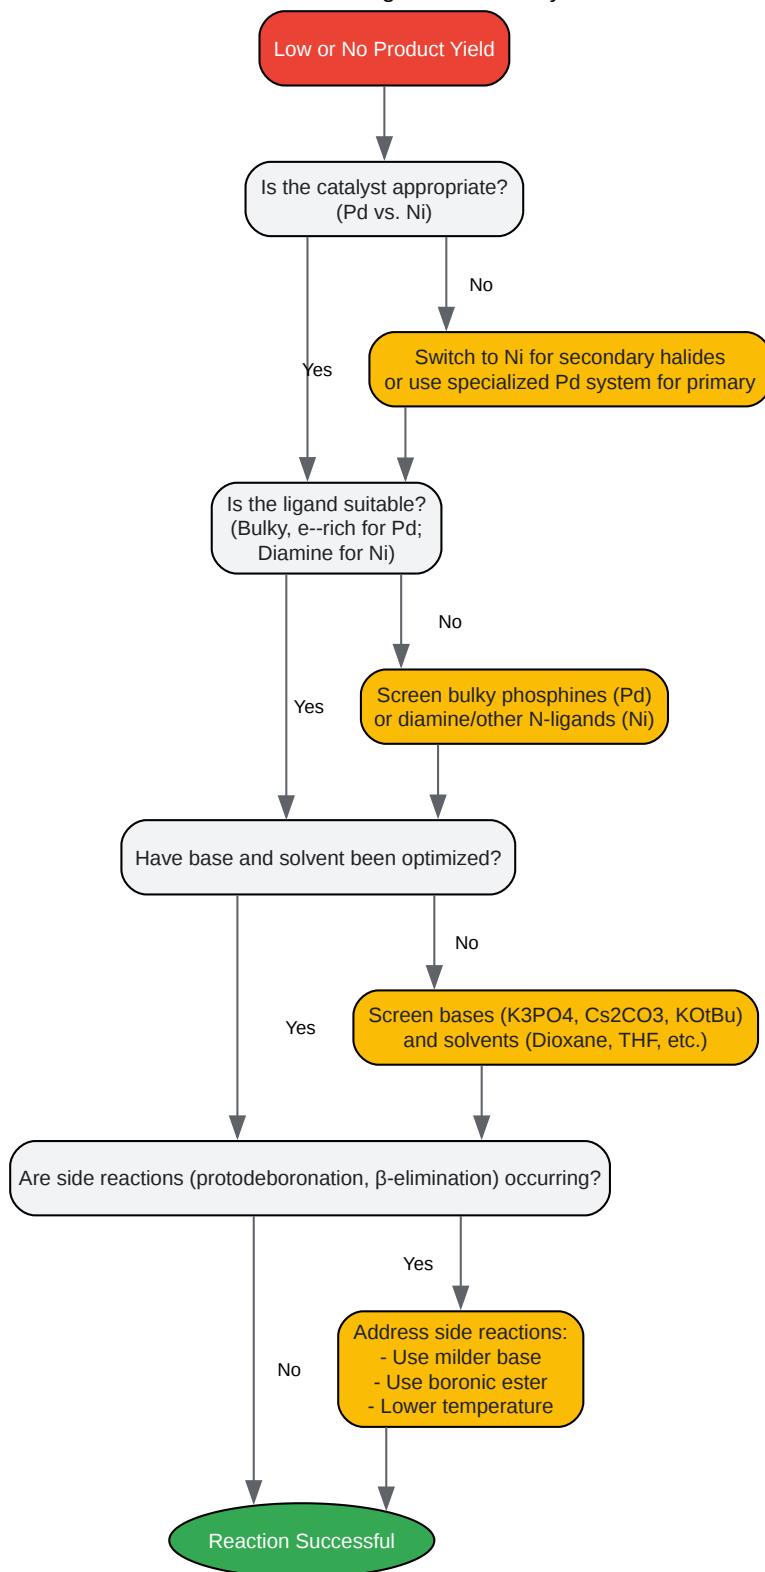 Low or No Product Yield
Is the catalyst appropriate?
(Pd vs. Ni)
No
Yes
Switch to Ni for secondary halides
or use specialized Pd system for primary
Is the ligand suitable?
(Bulky, e--rich for Pd;
Diamine for Ni)
No
Yes
Screen bulky phosphines (Pd)
or diamine/other N-ligands (Ni)
Have base and solvent been optimized?
No
Yes
Screen bases (K3PO4, Cs2CO3, KOtBu)
and solvents (Dioxane, THF, etc.)
Are side reactions (protodeboronation, β-elimination) occurring?
Yes
No
Address side reactions:
- Use milder base
- Use boronic ester
- Lower temperature
Reaction Successful